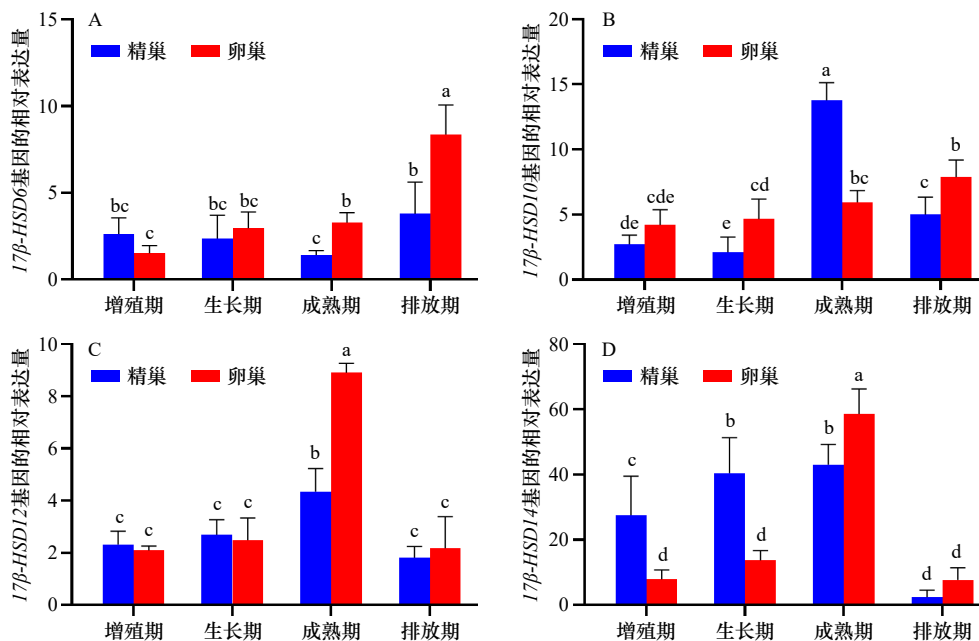 A
精巢 卵巢
17β-HSD6基因的相对表达量
15
10
5
0
bc c bc bc c b b a
增殖期 生长期 成熟期 排放期
B
精巢 卵巢
17β-HSD10基因的相对表达量
20
15
10
5
0
de cde e cd a bc c b
增殖期 生长期 成熟期 排放期
C
精巢 卵巢
17β-HSD12基因的相对表达量
10
8
6
4
2
0
c c c c b a c c
增殖期 生长期 成熟期 排放期
D
精巢 卵巢
17β-HSD14基因的相对表达量
80
60
40
20
0
c d b d b a d d
增殖期 生长期 成熟期 排放期